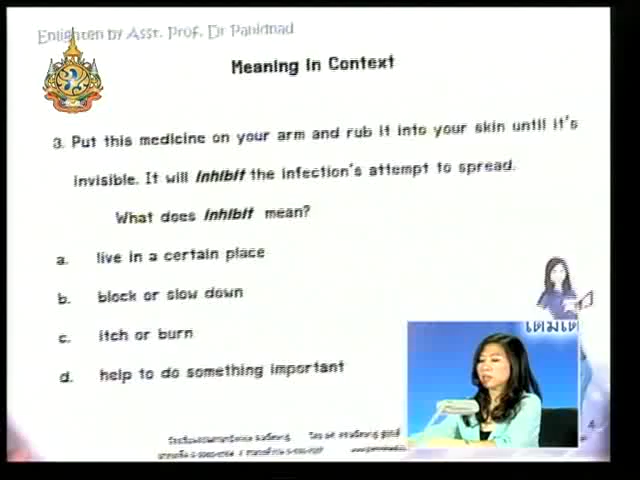 Enlighten by Asst. Prof. Dr Panidnad
Meaning in Context
3. Put this medicine on your arm and rub it into your skin until it's
invisible. It will inhibit the infection's attempt to spread.
What does inhibit mean?
a. live in a certain place
b. block or slow down
c. itch or burn
d. help to do something important
4